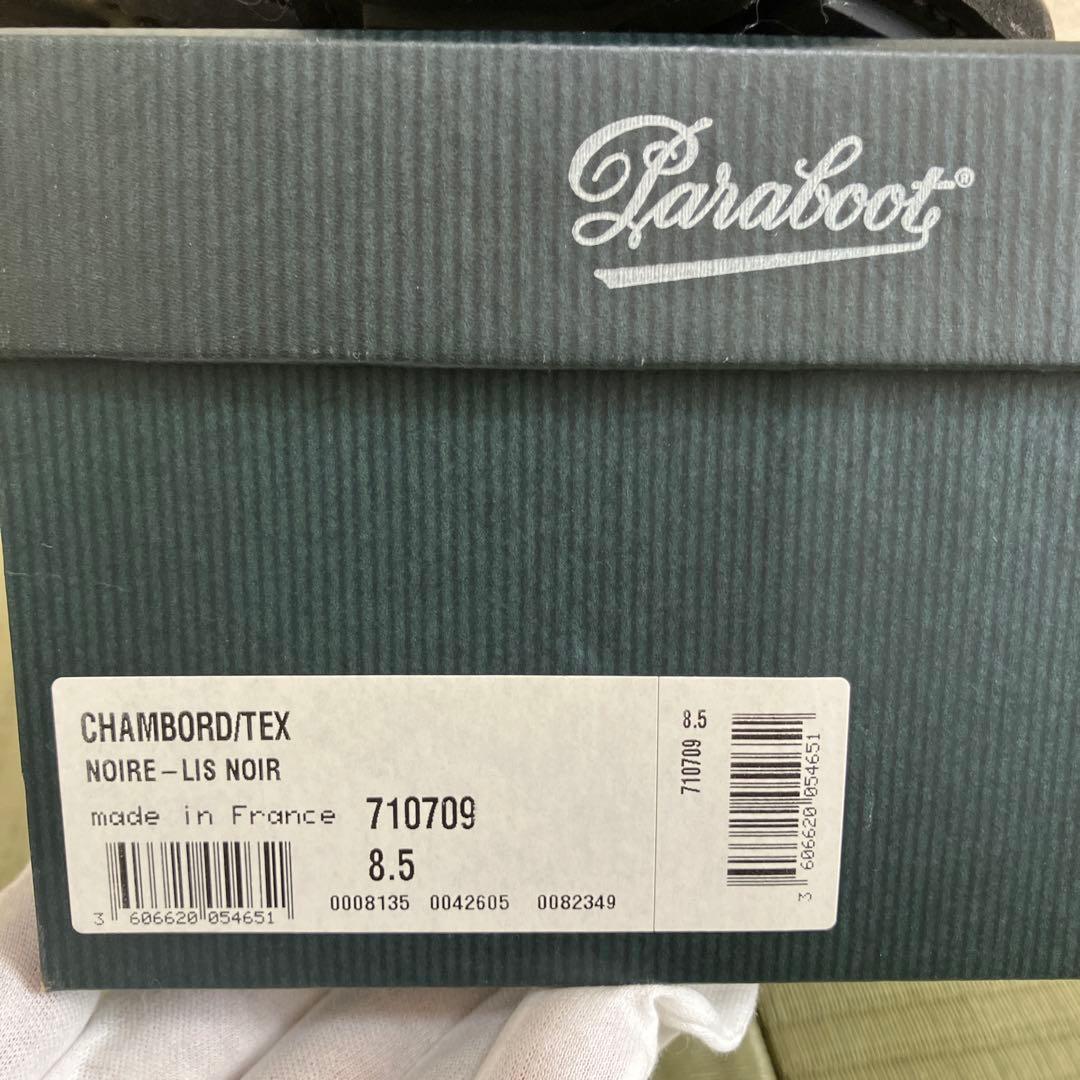 Paraboot®
CHAMBORD/TEX
NOIRE–LIS NOIR
made in France 710709
8.5
0008135 0042605 0082349
3 606620 054651
8.5
710709
3 606620 054651